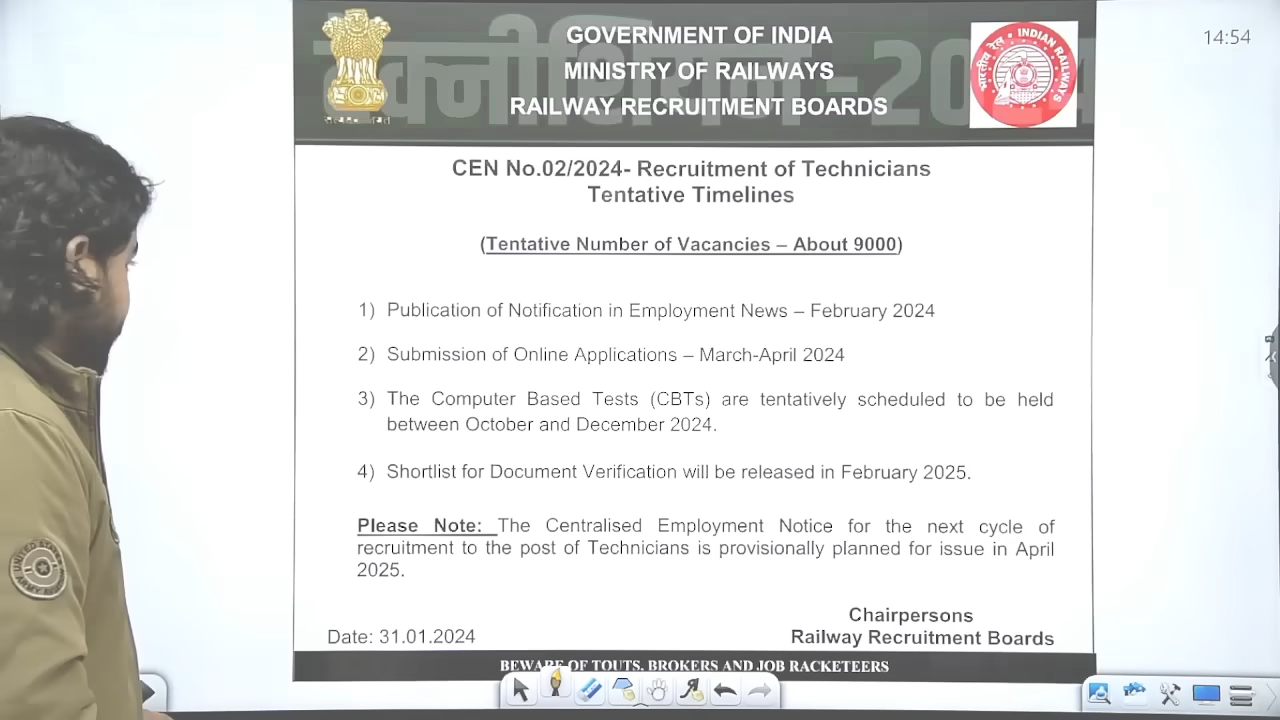 टेक्नीशियन-2024
GOVERNMENT OF INDIA
MINISTRY OF RAILWAYS
RAILWAY RECRUITMENT BOARDS
भारतीय रेल • INDIAN RAILWAYS
14:54
CEN No.02/2024- Recruitment of Technicians
Tentative Timelines
(Tentative Number of Vacancies – About 9000)
1) Publication of Notification in Employment News – February 2024
2) Submission of Online Applications – March-April 2024
3) The Computer Based Tests (CBTs) are tentatively scheduled to be held
between October and December 2024.
4) Shortlist for Document Verification will be released in February 2025.
Please Note: The Centralised Employment Notice for the next cycle of
recruitment to the post of Technicians is provisionally planned for issue in April
2025.
Chairpersons
Date: 31.01.2024
Railway Recruitment Boards
BEWARE OF TOUTS, BROKERS AND JOB RACKETEERS
UNITED STATES